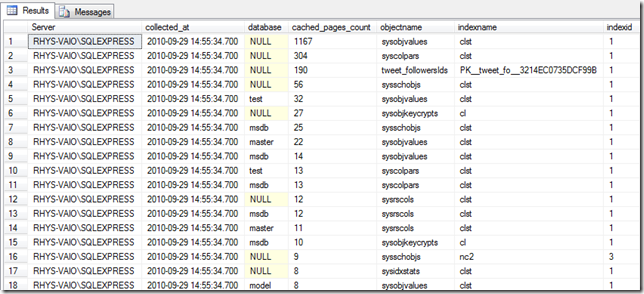 Results Messages
Server collected_at database cached_pages_count objectname indexname indexid
1 RHYS-VAIO\SQLEXPRESS 2010-09-29 14:55:34.700 NULL 1167 sysobjvalues clst 1
2 RHYS-VAIO\SQLEXPRESS 2010-09-29 14:55:34.700 NULL 304 syscolpars clst 1
3 RHYS-VAIO\SQLEXPRESS 2010-09-29 14:55:34.700 NULL 190 tweet_followersIds PK__tweet_fo__3214EC0735DCF99B 1
4 RHYS-VAIO\SQLEXPRESS 2010-09-29 14:55:34.700 NULL 56 sysschobjs clst 1
5 RHYS-VAIO\SQLEXPRESS 2010-09-29 14:55:34.700 test 32 sysobjvalues clst 1
6 RHYS-VAIO\SQLEXPRESS 2010-09-29 14:55:34.700 NULL 27 sysobjkeycrypts cl 1
7 RHYS-VAIO\SQLEXPRESS 2010-09-29 14:55:34.700 msdb 25 sysschobjs clst 1
8 RHYS-VAIO\SQLEXPRESS 2010-09-29 14:55:34.700 master 22 sysobjvalues clst 1
9 RHYS-VAIO\SQLEXPRESS 2010-09-29 14:55:34.700 msdb 14 sysobjvalues clst 1
10 RHYS-VAIO\SQLEXPRESS 2010-09-29 14:55:34.700 test 13 syscolpars clst 1
11 RHYS-VAIO\SQLEXPRESS 2010-09-29 14:55:34.700 msdb 13 syscolpars clst 1
12 RHYS-VAIO\SQLEXPRESS 2010-09-29 14:55:34.700 NULL 12 sysrscols clst 1
13 RHYS-VAIO\SQLEXPRESS 2010-09-29 14:55:34.700 msdb 12 sysrscols clst 1
14 RHYS-VAIO\SQLEXPRESS 2010-09-29 14:55:34.700 master 11 sysrscols clst 1
15 RHYS-VAIO\SQLEXPRESS 2010-09-29 14:55:34.700 msdb 10 sysobjkeycrypts cl 1
16 RHYS-VAIO\SQLEXPRESS 2010-09-29 14:55:34.700 NULL 9 sysschobjs nc2 3
17 RHYS-VAIO\SQLEXPRESS 2010-09-29 14:55:34.700 NULL 8 sysidxstats clst 1
18 RHYS-VAIO\SQLEXPRESS 2010-09-29 14:55:34.700 model 8 sysobjvalues clst 1